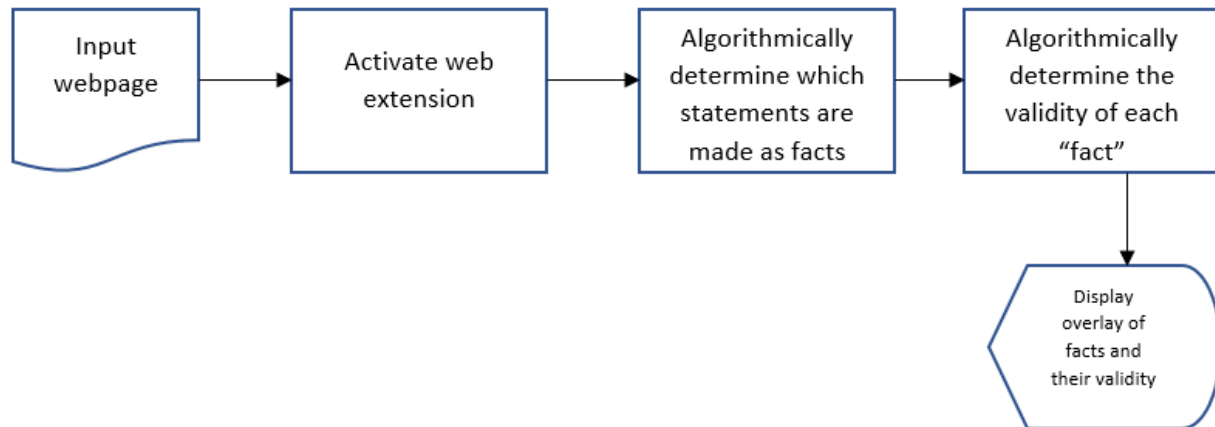 Input
webpage
Activate web
extension
Algorithmically
determine which
statements are
made as facts
Algorithmically
determine the
validity of each
“fact”
Display
overlay of
facts and
their validity